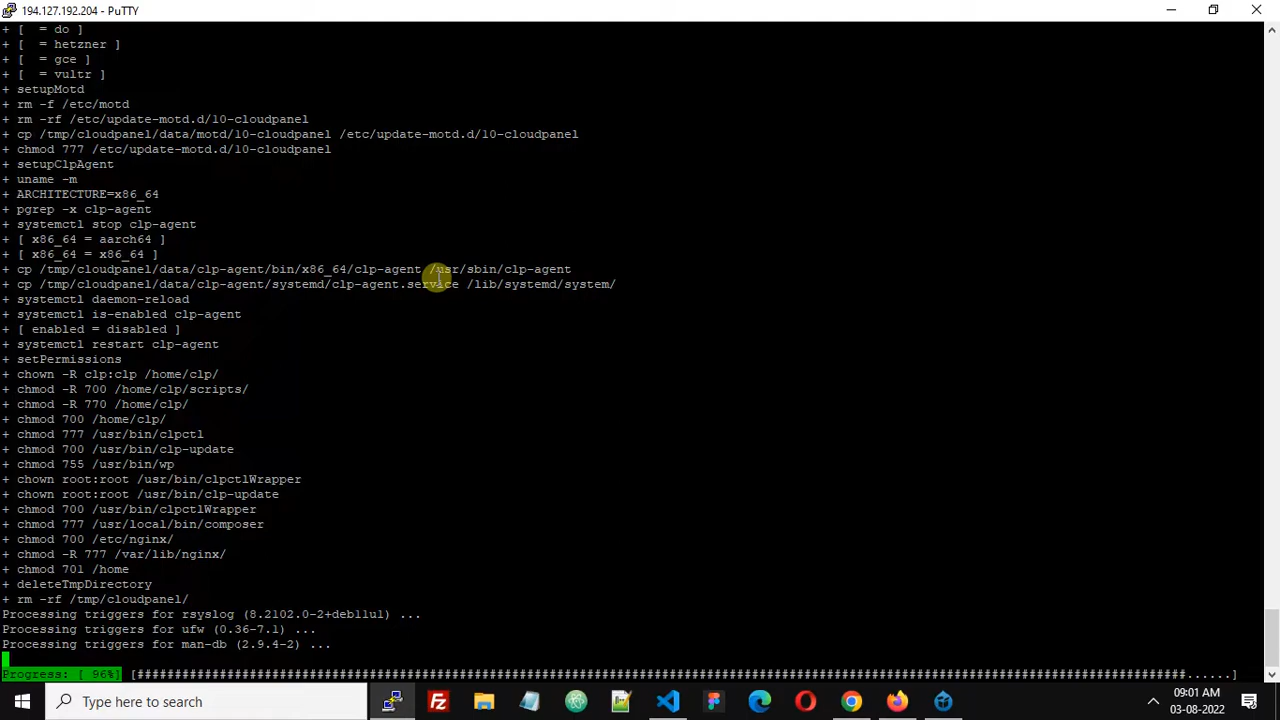 194.127.192.204 - PuTTY
+ [  = do ]
+ [  = hetzner ]
+ [  = gce ]
+ [  = vultr ]
+ setupMotd
+ rm -f /etc/motd
+ rm -rf /etc/update-motd.d/10-cloudpanel
+ cp /tmp/cloudpanel/data/motd/10-cloudpanel /etc/update-motd.d/10-cloudpanel
+ chmod 777 /etc/update-motd.d/10-cloudpanel
+ setupClpAgent
+ uname -m
+ ARCHITECTURE=x86_64
+ pgrep -x clp-agent
+ systemctl stop clp-agent
+ [ x86_64 = aarch64 ]
+ [ x86_64 = x86_64 ]
+ cp /tmp/cloudpanel/data/clp-agent/bin/x86_64/clp-agent /usr/sbin/clp-agent
+ cp /tmp/cloudpanel/data/clp-agent/systemd/clp-agent.service /lib/systemd/system/
+ systemctl daemon-reload
+ systemctl is-enabled clp-agent
+ [ enabled = disabled ]
+ systemctl restart clp-agent
+ setPermissions
+ chown -R clp:clp /home/clp/
+ chmod -R 700 /home/clp/scripts/
+ chmod -R 770 /home/clp/
+ chmod 700 /home/clp/
+ chmod 777 /usr/bin/clpctl
+ chmod 700 /usr/bin/clp-update
+ chmod 755 /usr/bin/wp
+ chown root:root /usr/bin/clpctlWrapper
+ chown root:root /usr/bin/clp-update
+ chmod 700 /usr/bin/clpctlWrapper
+ chmod 777 /usr/local/bin/composer
+ chmod 700 /etc/nginx/
+ chmod -R 777 /var/lib/nginx/
+ chmod 701 /home
+ deleteTmpDirectory
+ rm -rf /tmp/cloudpanel/
Processing triggers for rsyslog (8.2102.0-2+deb11u1) ...
Processing triggers for ufw (0.36-7.1) ...
Processing triggers for man-db (2.9.4-2) ...
Progress: [ 96%] [############################################################################################################################################......]
Type here to search
09:01 AM
03-08-2022